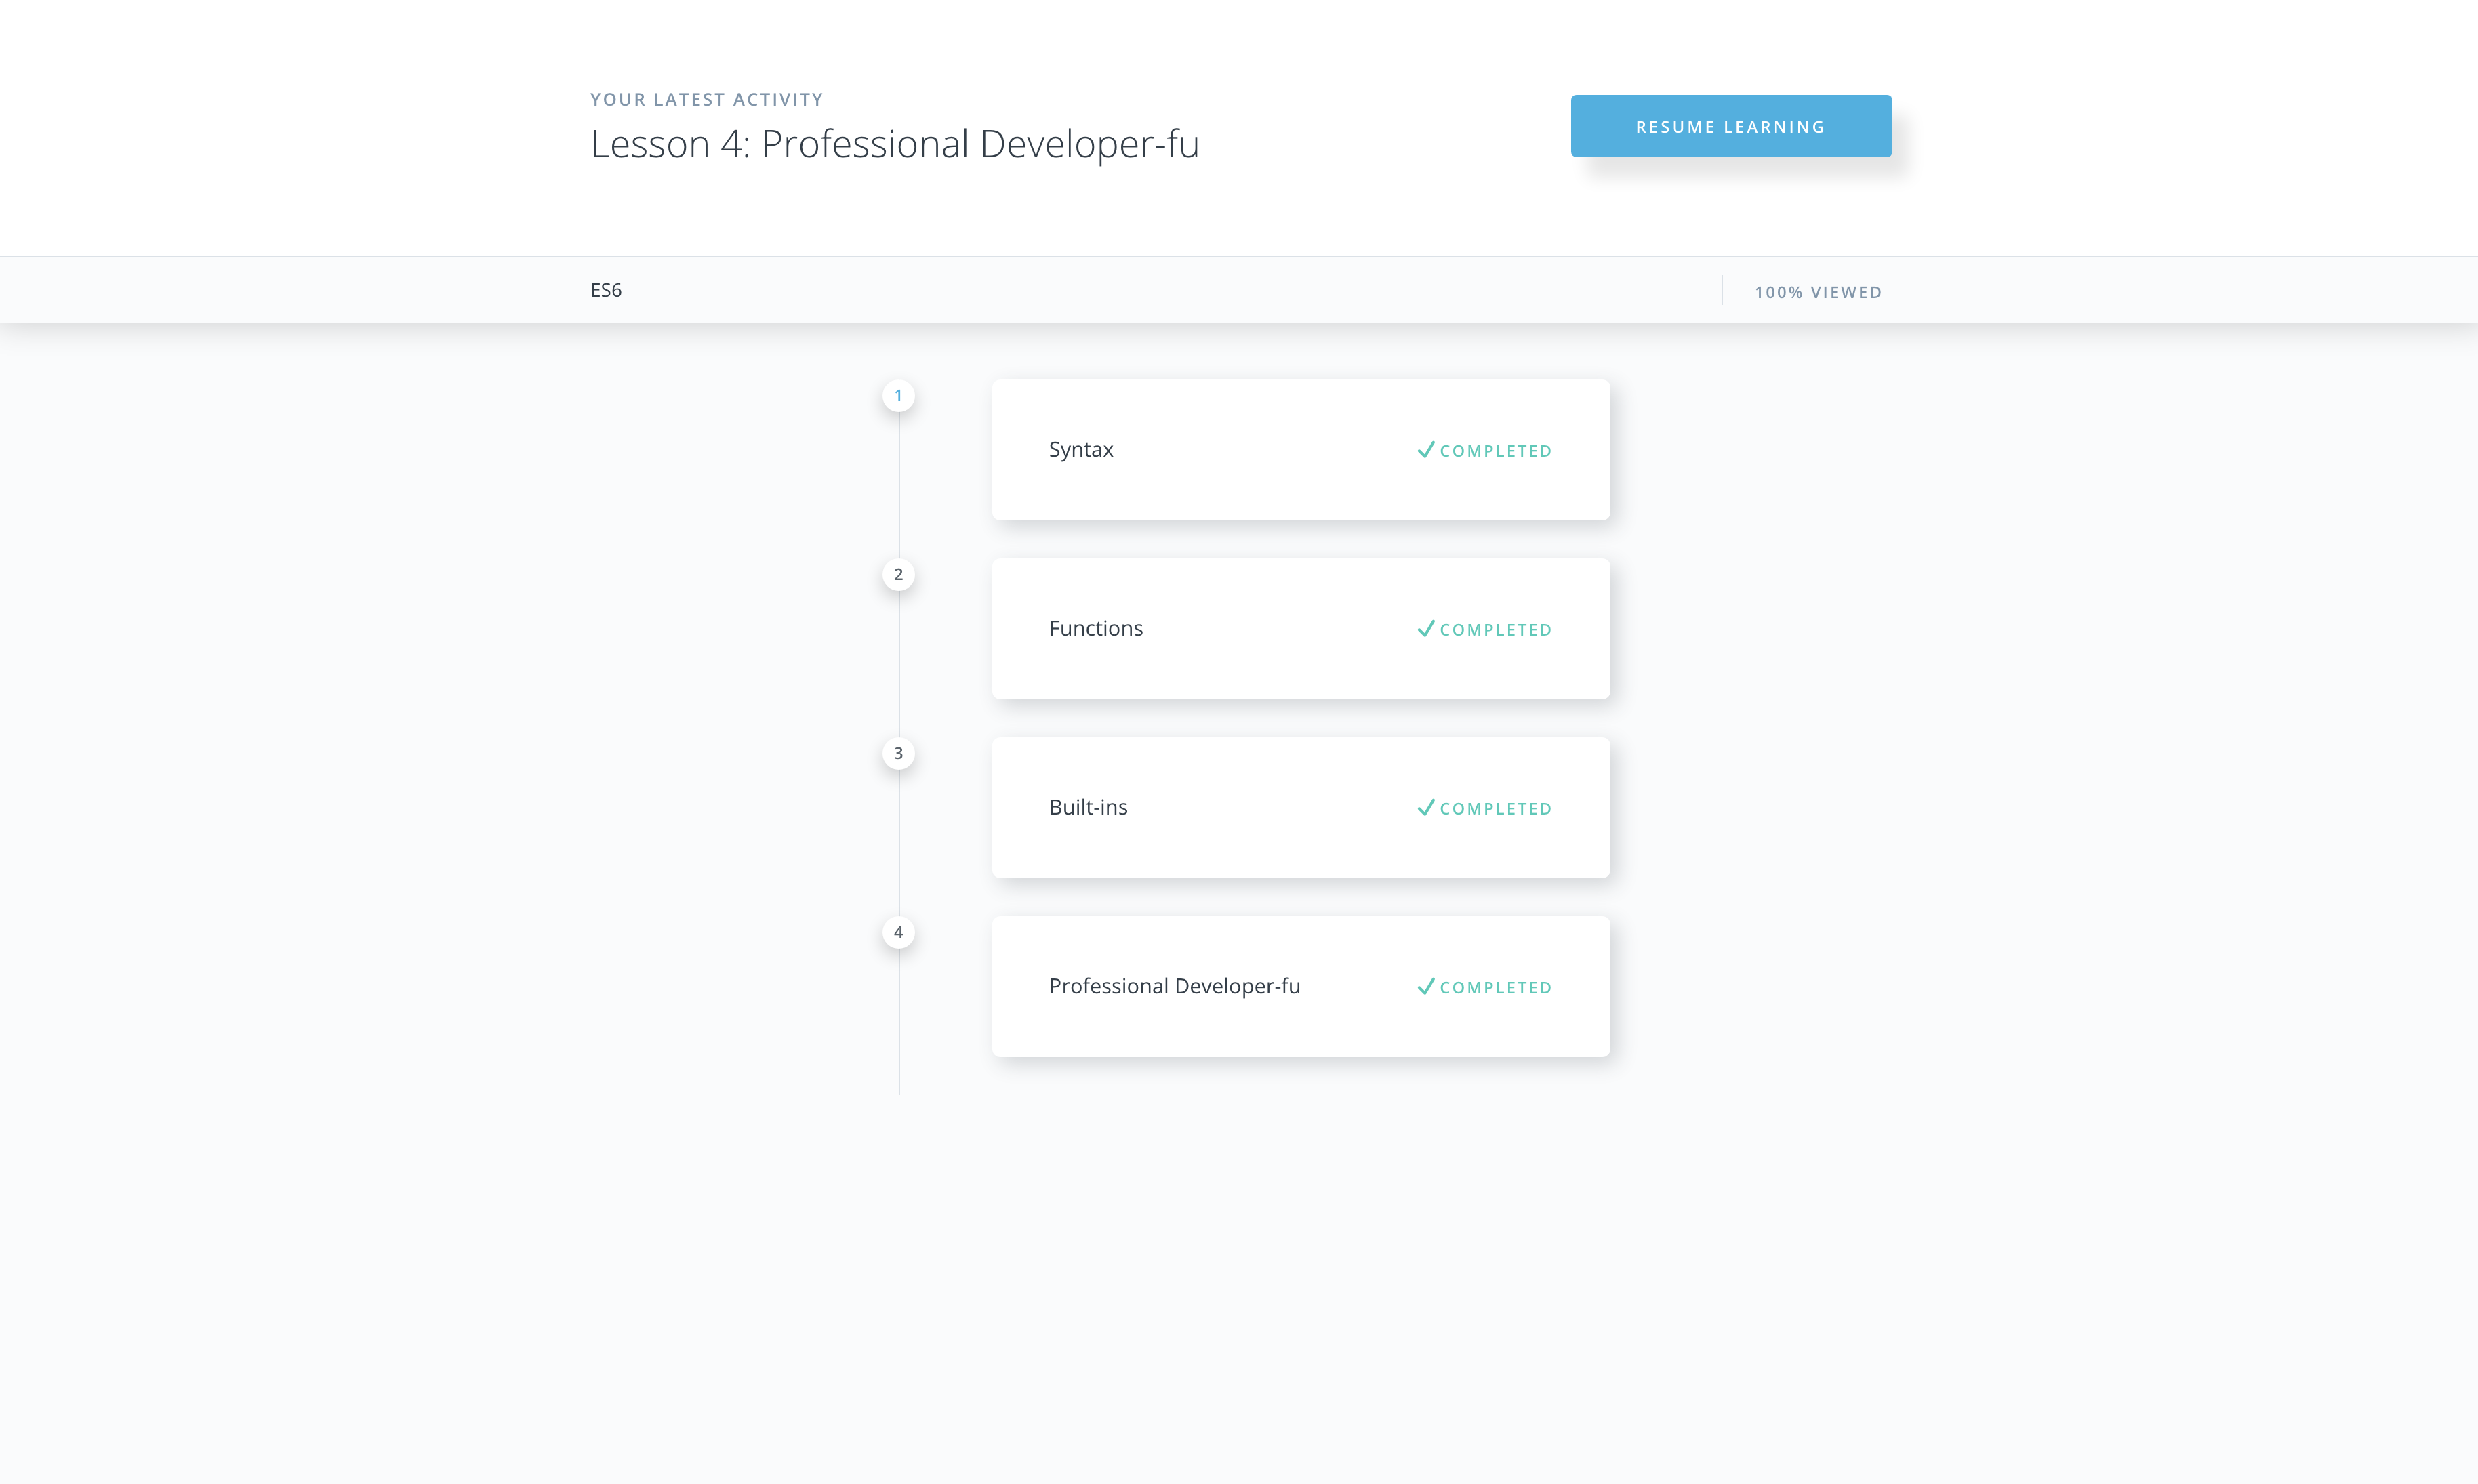 YOUR LATEST ACTIVITY
Lesson 4: Professional Developer-fu
RESUME LEARNING
ES6
100% VIEWED
1
Syntax
COMPLETED
2
Functions
COMPLETED
3
Built-ins
COMPLETED
4
Professional Developer-fu
COMPLETED